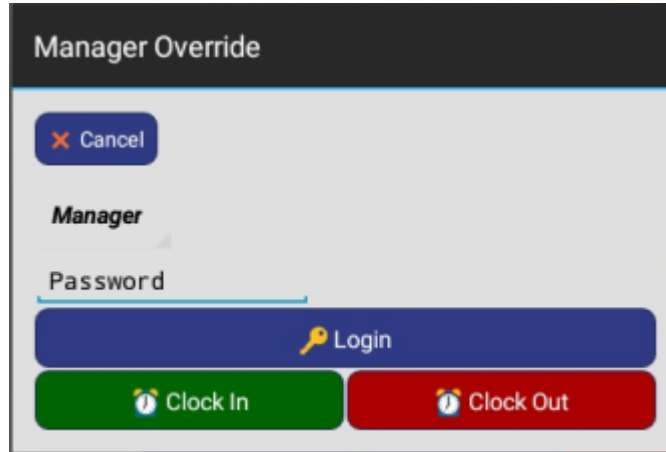 Manager Override
Cancel
Manager
Password
Login
Clock In
Clock Out